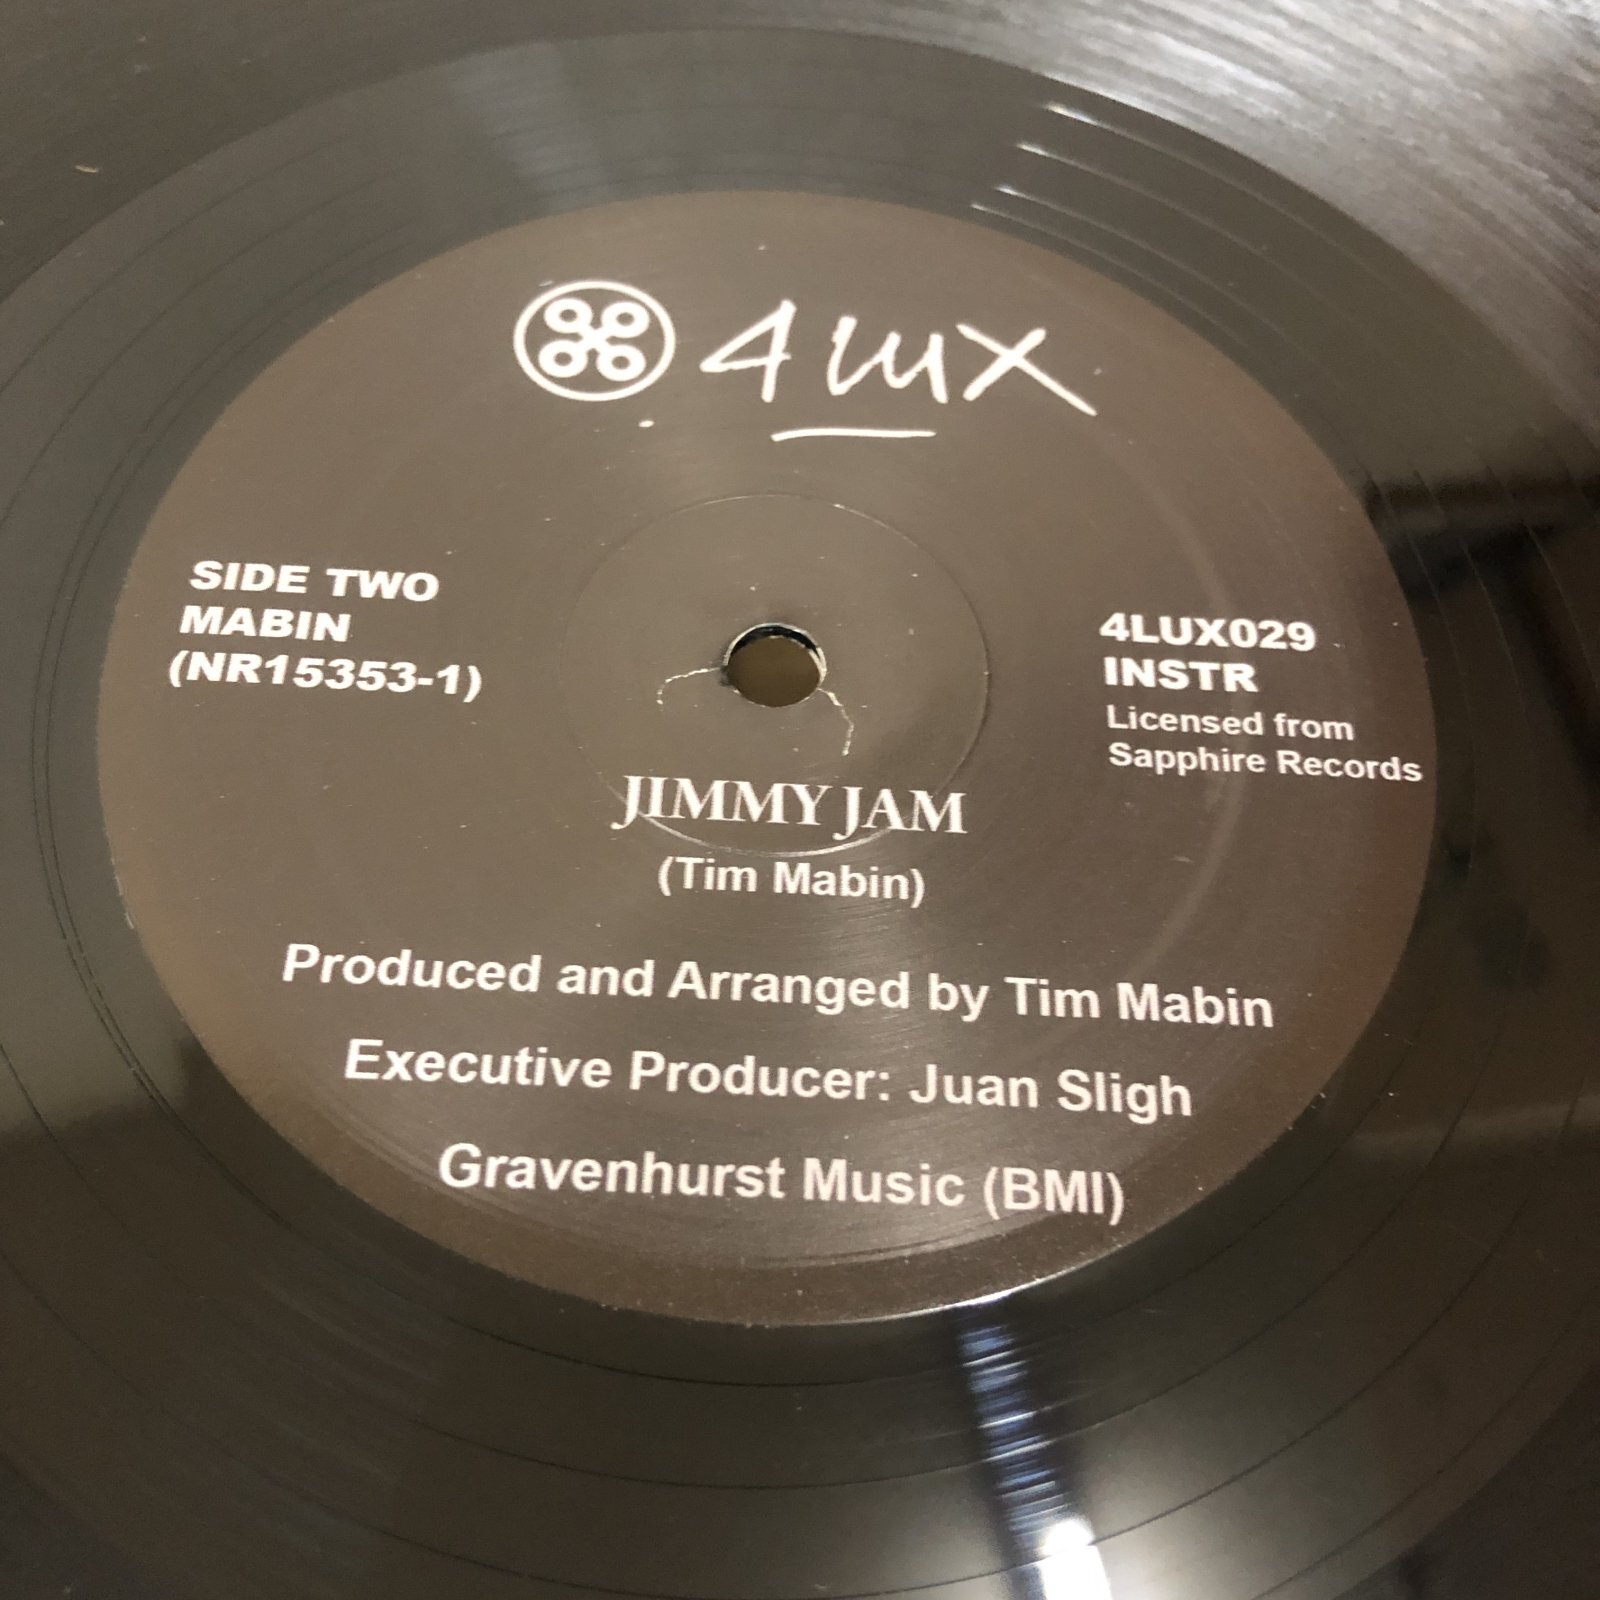 4 lux
SIDE TWO
MABIN
(NR15353-1)
4LUX029
INSTR
Licensed from
Sapphire Records
JIMMY JAM
(Tim Mabin)
Produced and Arranged by Tim Mabin
Executive Producer: Juan Sligh
Gravenhurst Music (BMI)